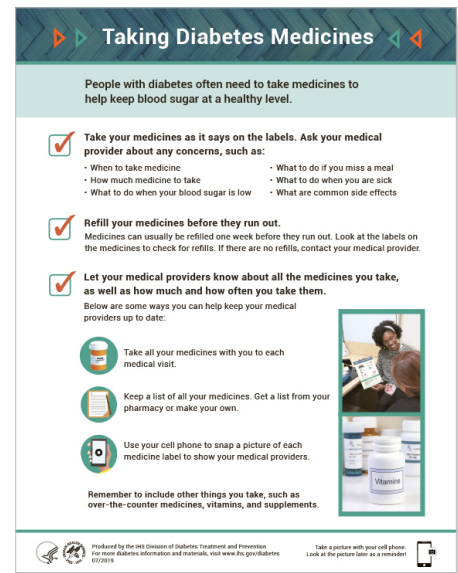 Taking Diabetes Medicines
People with diabetes often need to take medicines to
help keep blood sugar at a healthy level.
Take your medicines as it says on the labels. Ask your medical
provider about any concerns, such as:
• When to take medicine
• How much medicine to take
• What to do when your blood sugar is low
• What to do if you miss a meal
• What to do when you are sick
• What are common side effects
Refill your medicines before they run out.
Medicines can usually be refilled one week before they run out. Look at the labels on
the medicines to check for refills. If there are no refills, contact your medical provider.
Let your medical providers know about all the medicines you take,
as well as how much and how often you take them.
Below are some ways you can help keep your medical
providers up to date:
Take all your medicines with you to each
medical visit.
Keep a list of all your medicines. Get a list from your
pharmacy or make your own.
Use your cell phone to snap a picture of each
medicine label to show your medical providers.
Vitamins
Remember to include other things you take, such as
over-the-counter medicines, vitamins, and supplements.
Produced by the IHS Division of Diabetes Treatment and Prevention
For more diabetes information and materials, visit www.ihs.gov/diabetes
07/2019
Take a picture with your cell phone.
Look at the picture later as a reminder!